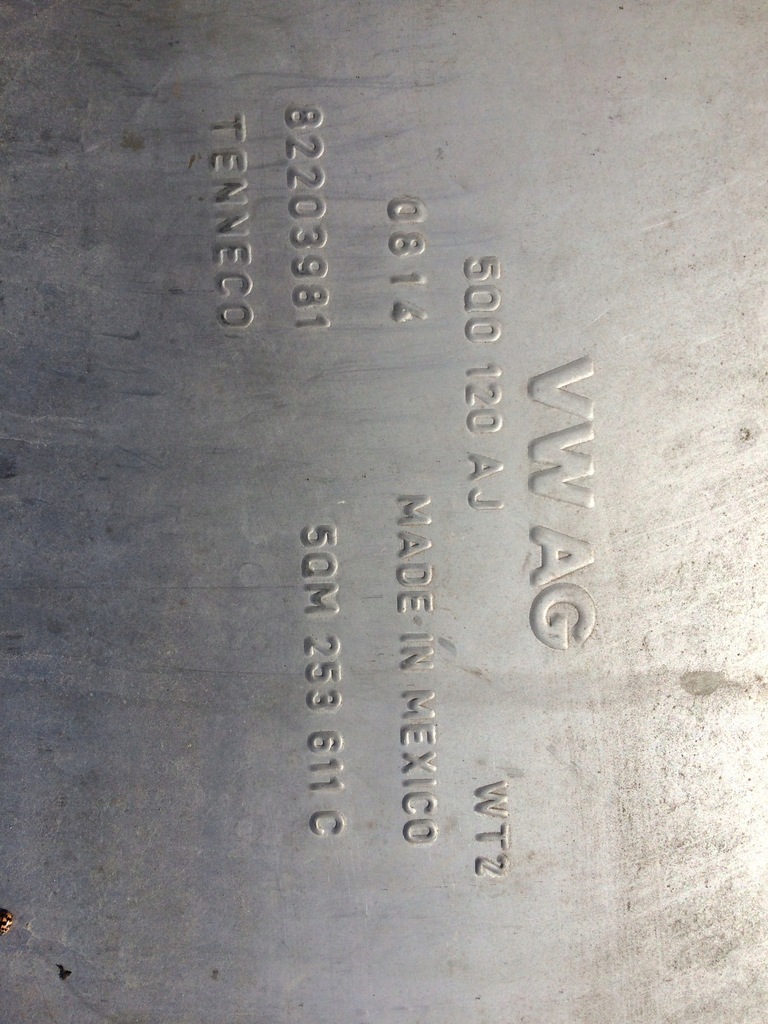 VW AG
500 120 AJ WT2
0814 MADE IN MEXICO
82203981 5QM 253 611 C
TENNECO